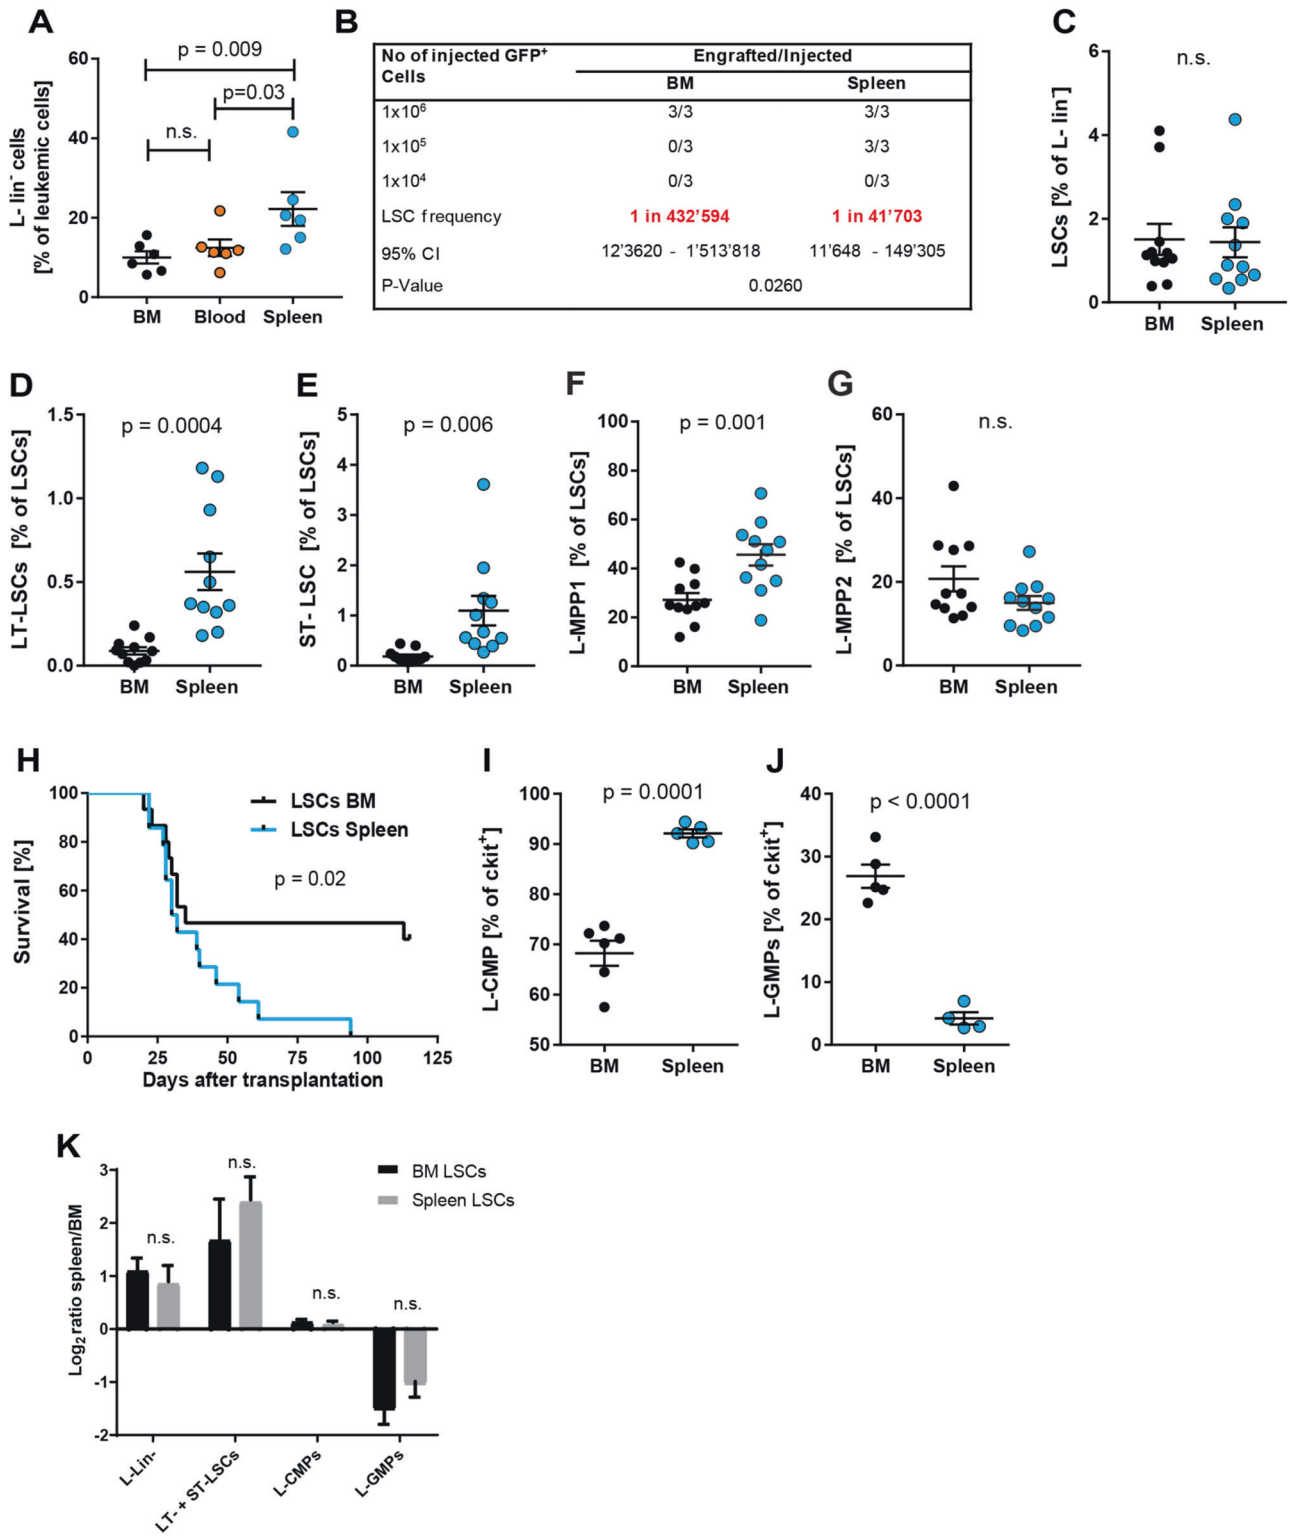 A
L- lin⁻ cells
[% of leukemic cells]
60
40
20
0
p = 0.009
p=0.03
n.s.
BM Blood Spleen
B
No of injected GFP⁺ Cells
Engrafted/Injected
BM Spleen
1x10⁶ 3/3 3/3
1x10⁵ 0/3 3/3
1x10⁴ 0/3 0/3
LSC frequency 1 in 432’594 1 in 41’703
95% CI 12’3620 - 1’513’818 11’648 - 149’305
P-Value 0.0260
C
LSCs [% of L- lin⁻]
6
4
2
0
n.s.
BM Spleen
D
LT-LSCs [% of LSCs]
1.5
1.0
0.5
0.0
p = 0.0004
BM Spleen
E
ST- LSC [% of LSCs]
5
4
3
2
1
0
p = 0.006
BM Spleen
F
L-MPP1 [% of LSCs]
100
80
60
40
20
0
p = 0.001
BM Spleen
G
L-MPP2 [% of LSCs]
60
40
20
0
n.s.
BM Spleen
H
Survival [%]
100
80
60
40
20
0
LSCs BM
LSCs Spleen
p = 0.02
0 25 50 75 100 125
Days after transplantation
I
L-CMP [% of ckit⁺]
100
90
80
70
60
50
p = 0.0001
BM Spleen
J
L-GMPs [% of ckit⁺]
40
30
20
10
0
p < 0.0001
BM Spleen
K
Log₂ ratio spleen/BM
3
2
1
0
-1
-2
n.s.
n.s.
n.s.
n.s.
BM LSCs
Spleen LSCs
L-Lin-
LT- + ST-LSCs
L-CMPs
L-GMPs